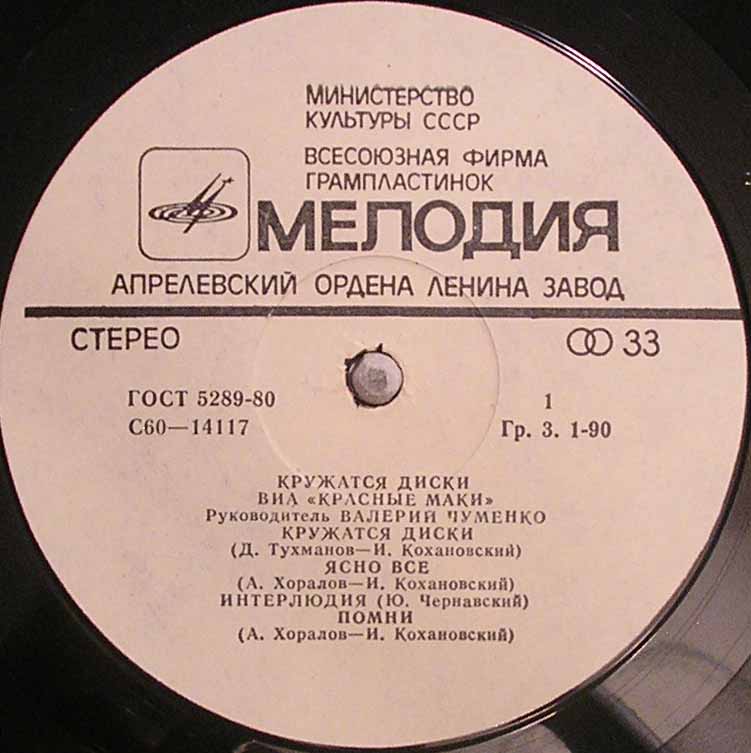 МИНИСТЕРСТВО
КУЛЬТУРЫ СССР
ВСЕСОЮЗНАЯ ФИРМА
ГРАМПЛАСТИНОК
МЕЛОДИЯ
АПРЕЛЕВСКИЙ ОРДЕНА ЛЕНИНА ЗАВОД
СТЕРЕО 33
ГОСТ 5289-80 1
С60—14117 Гр. 3. 1-90
КРУЖАТСЯ ДИСКИ
ВИА «КРАСНЫЕ МАКИ»
Руководитель ВАЛЕРИЙ ЧУМЕНКО
КРУЖАТСЯ ДИСКИ
(Д. Тухманов—И. Кохановский)
ЯСНО ВСЕ
(А. Хоралов—И. Кохановский)
ИНТЕРЛЮДИЯ (Ю. Чернавский)
ПОМНИ
(А. Хоралов—И. Кохановский)